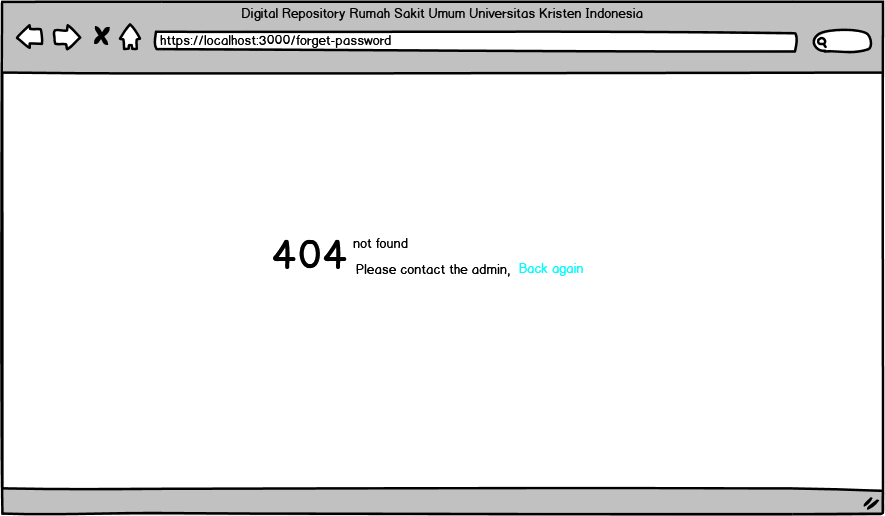 Digital Repository Rumah Sakit Umum Universitas Kristen Indonesia
https://localhost:3000/forget-password
404 not found
Please contact the admin, Back again